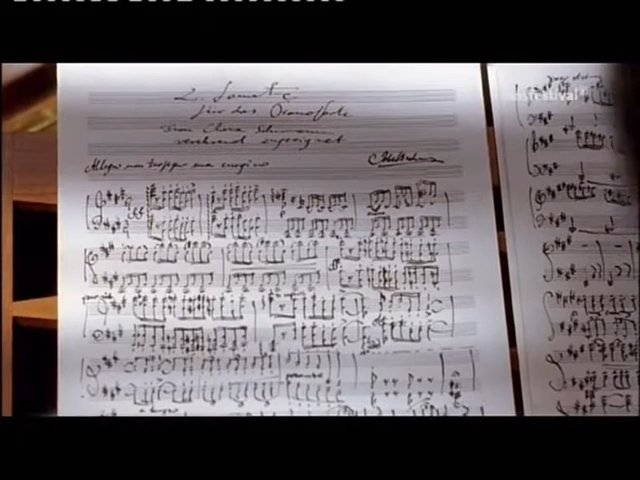 2. Sonate
für das Pianoforte
Frau Clara Schumann
verehrend zugeeignet
Allegro non troppo ma energico
festival